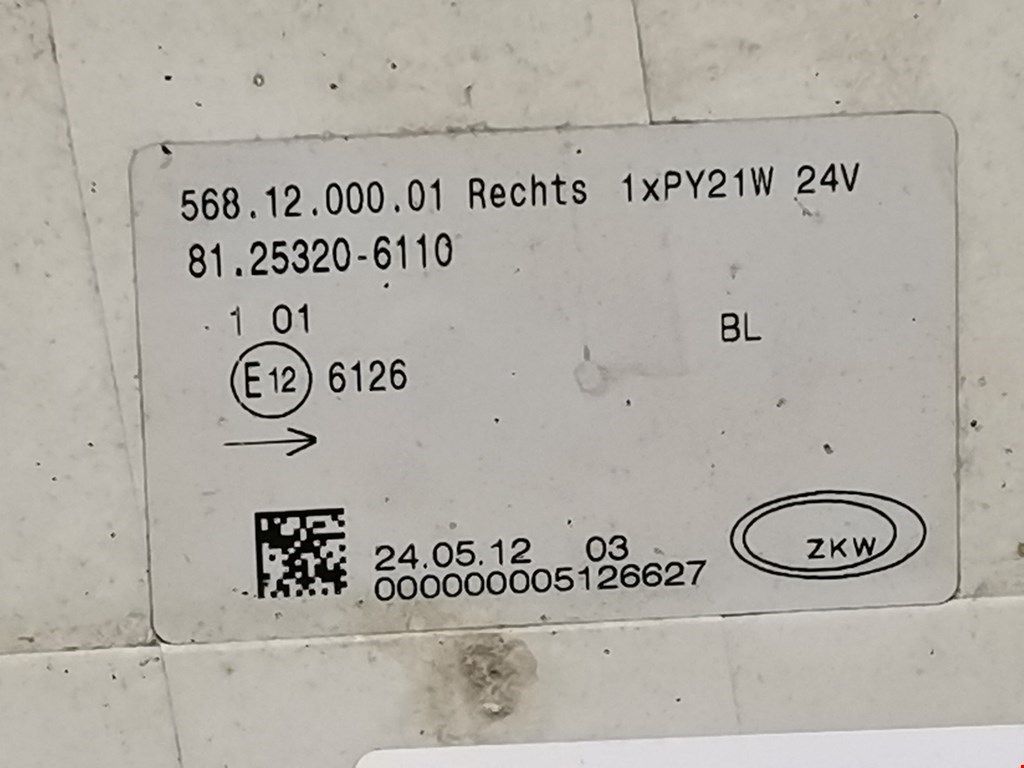 568.12.000.01 Rechts 1xPY21W 24V
81.25320-6110
1 01
BL
E12 6126
24.05.12 03
000000005126627
ZKW